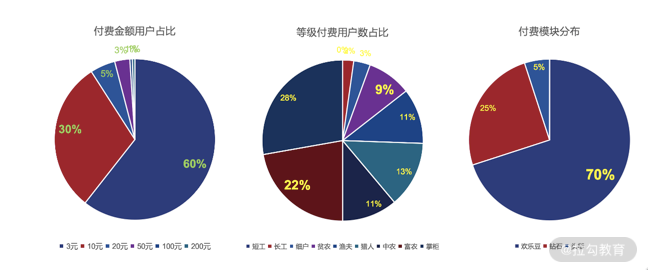 付费金额用户占比
等级付费用户数占比
付费模块分布
60%
30%
5%
3%
1%
0%
9%
11%
13%
11%
22%
28%
70%
25%
5%
3元 10元 20元 50元 100元 200元
短工 长工 佃户 贫农 渔夫 猎人 中农 富农 掌柜
欢乐豆 钻石
拉勾教育